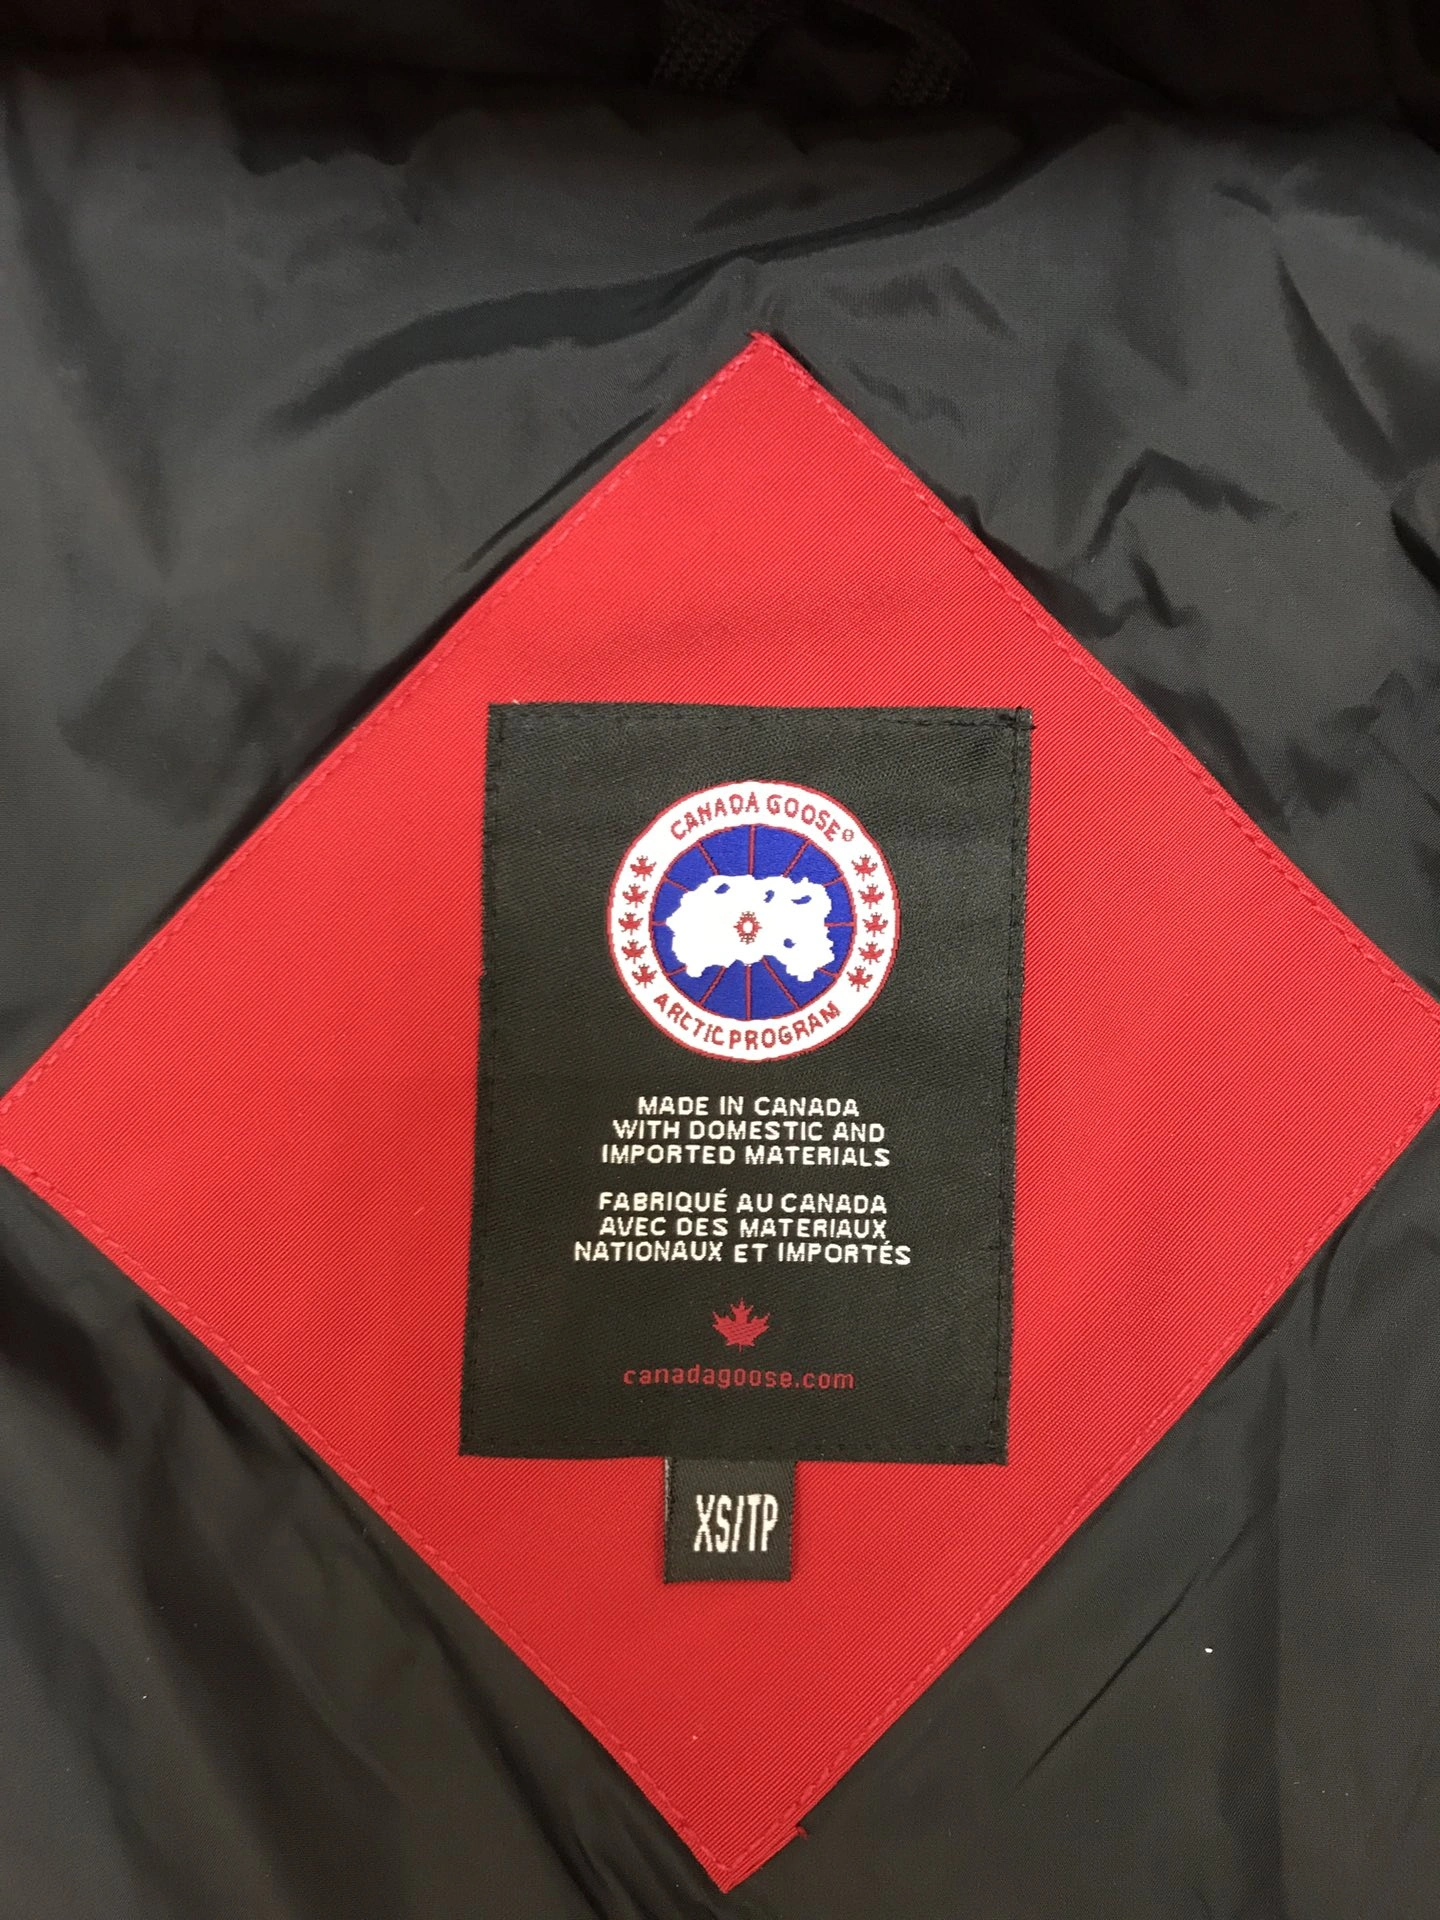 CANADA GOOSE®
ARCTIC PROGRAM
MADE IN CANADA
WITH DOMESTIC AND
IMPORTED MATERIALS
FABRIQUÉ AU CANADA
AVEC DES MATERIAUX
NATIONAUX ET IMPORTÉS
canadagoose.com
XS/TP